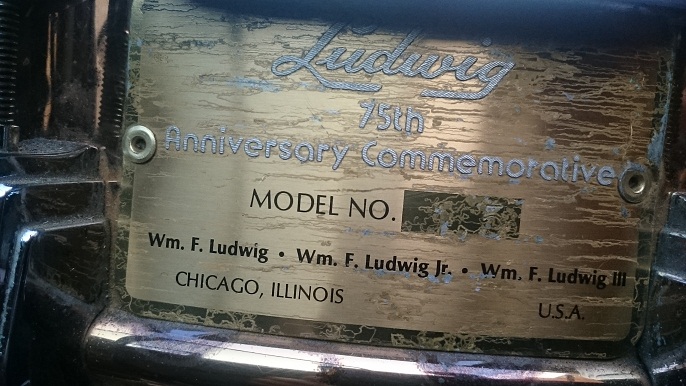 Ludwig
75th
Anniversary Commemorative
MODEL NO.
Wm. F. Ludwig • Wm. F. Ludwig Jr. • Wm. F. Ludwig III
CHICAGO, ILLINOIS U.S.A.